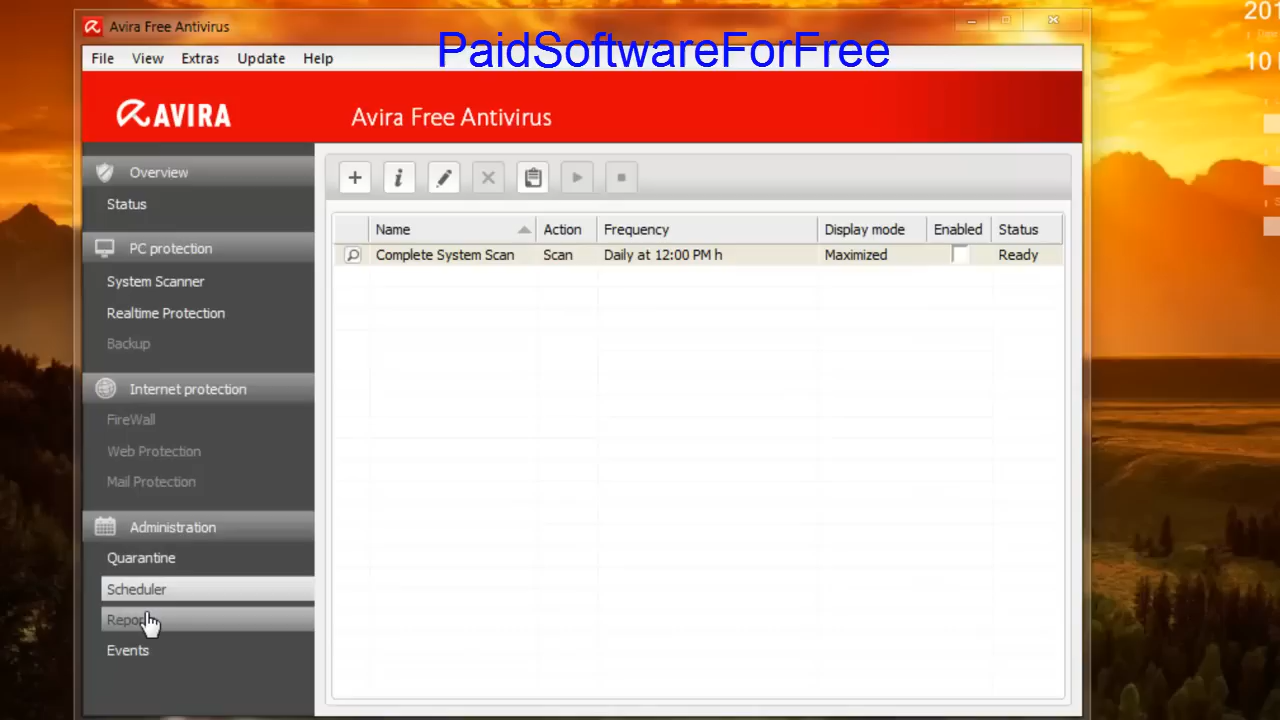 Avira Free Antivirus
PaidSoftwareForFree
File View Extras Update Help
AVIRA
Avira Free Antivirus
Overview
Status
PC protection
System Scanner
Realtime Protection
Backup
Internet protection
FireWall
Web Protection
Mail Protection
Administration
Quarantine
Scheduler
Events
Name Action Frequency Display mode Enabled Status
Complete System Scan Scan Daily at 12:00 PM h Maximized Ready
201
10